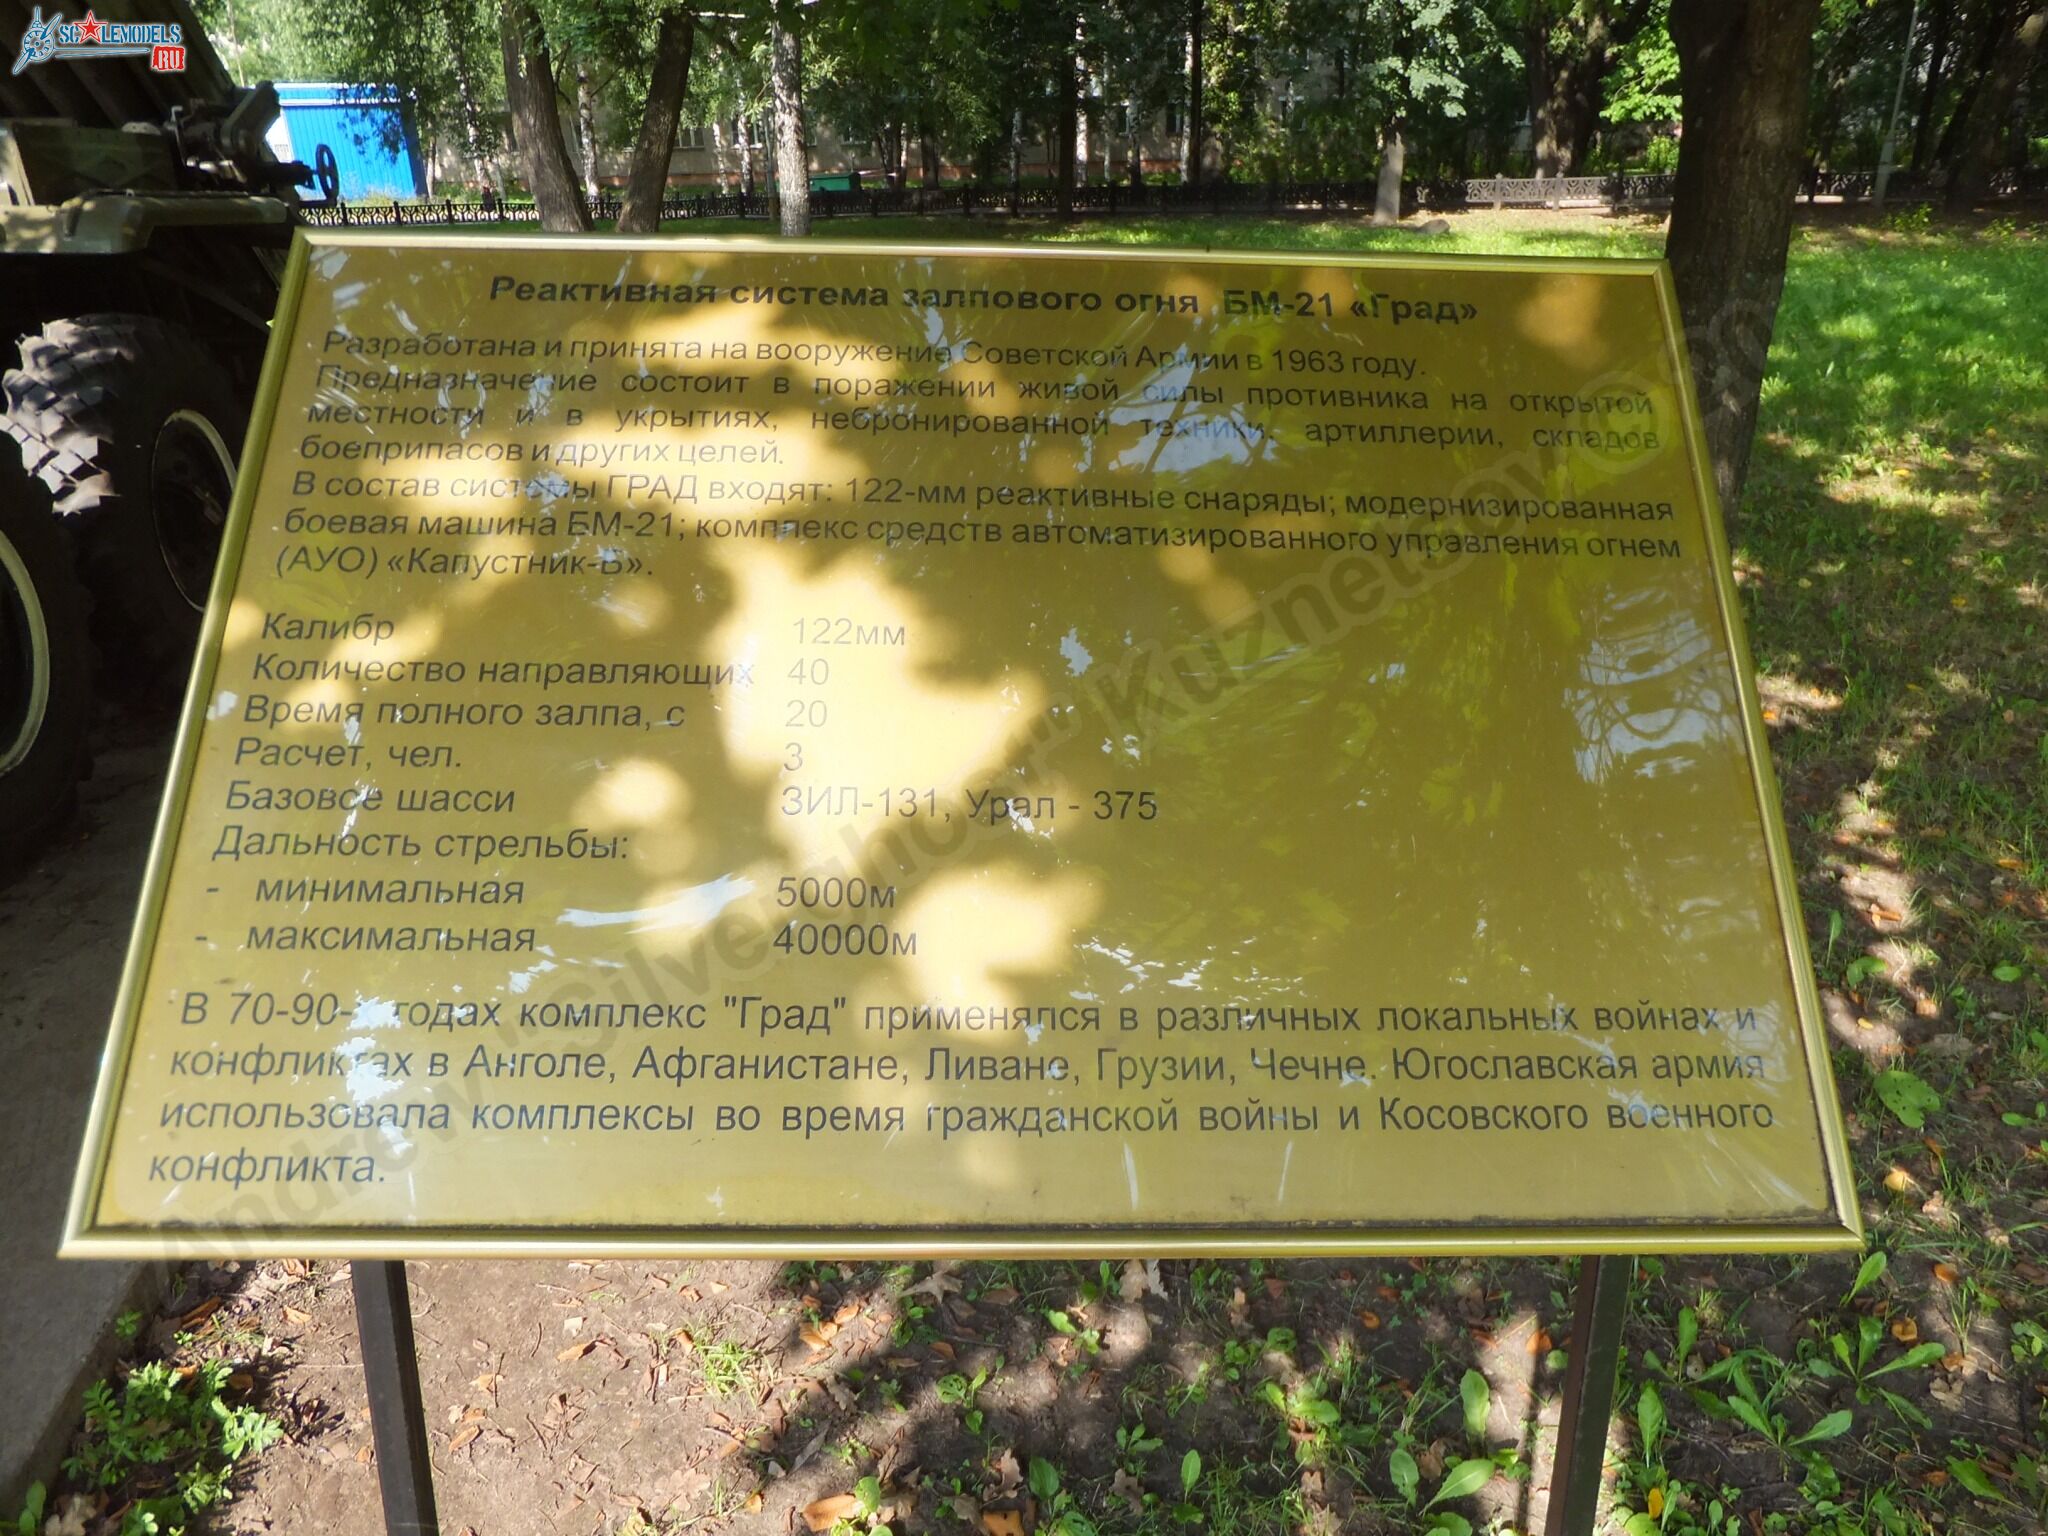 SCALEMODELS
.RU
Реактивная система залпового огня БМ-21 «Град»
Разработана и принята на вооружение Советской Армии в 1963 году.
Предназначение состоит в поражении живой силы противника на открытой
местности и в укрытиях, небронированной техники, артиллерии, складов
боеприпасов и других целей.
В состав системы ГРАД входят: 122-мм реактивные снаряды; модернизированная
боевая машина БМ-21; комплекс средств автоматизированного управления огнем
(АУО) «Капустник-Б».
Калибр 122мм
Количество направляющих 40
Время полного залпа, с 20
Расчет, чел. 3
Базовое шасси ЗИЛ-131, Урал - 375
Дальность стрельбы:
- минимальная 5000м
- максимальная 40000м
В 70-90-х годах комплекс "Град" применялся в различных локальных войнах и
конфликтах в Анголе, Афганистане, Ливане, Грузии, Чечне. Югославская армия
использовала комплексы во время гражданской войны и Косовского военного
конфликта.
Andrey "Silverghost" Kuznetsov ©